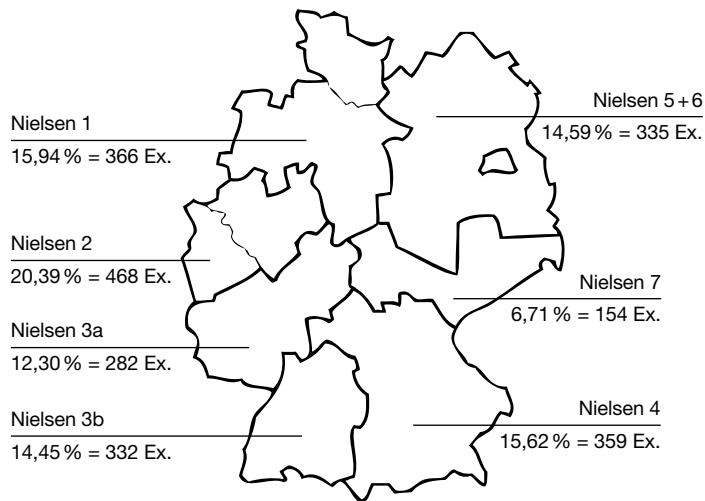 Nielsen 1
15,94 % = 366 Ex.
Nielsen 2
20,39 % = 468 Ex.
Nielsen 3a
12,30 % = 282 Ex.
Nielsen 3b
14,45 % = 332 Ex.
Nielsen 5+6
14,59 % = 335 Ex.
Nielsen 7
6,71 % = 154 Ex.
Nielsen 4
15,62 % = 359 Ex.